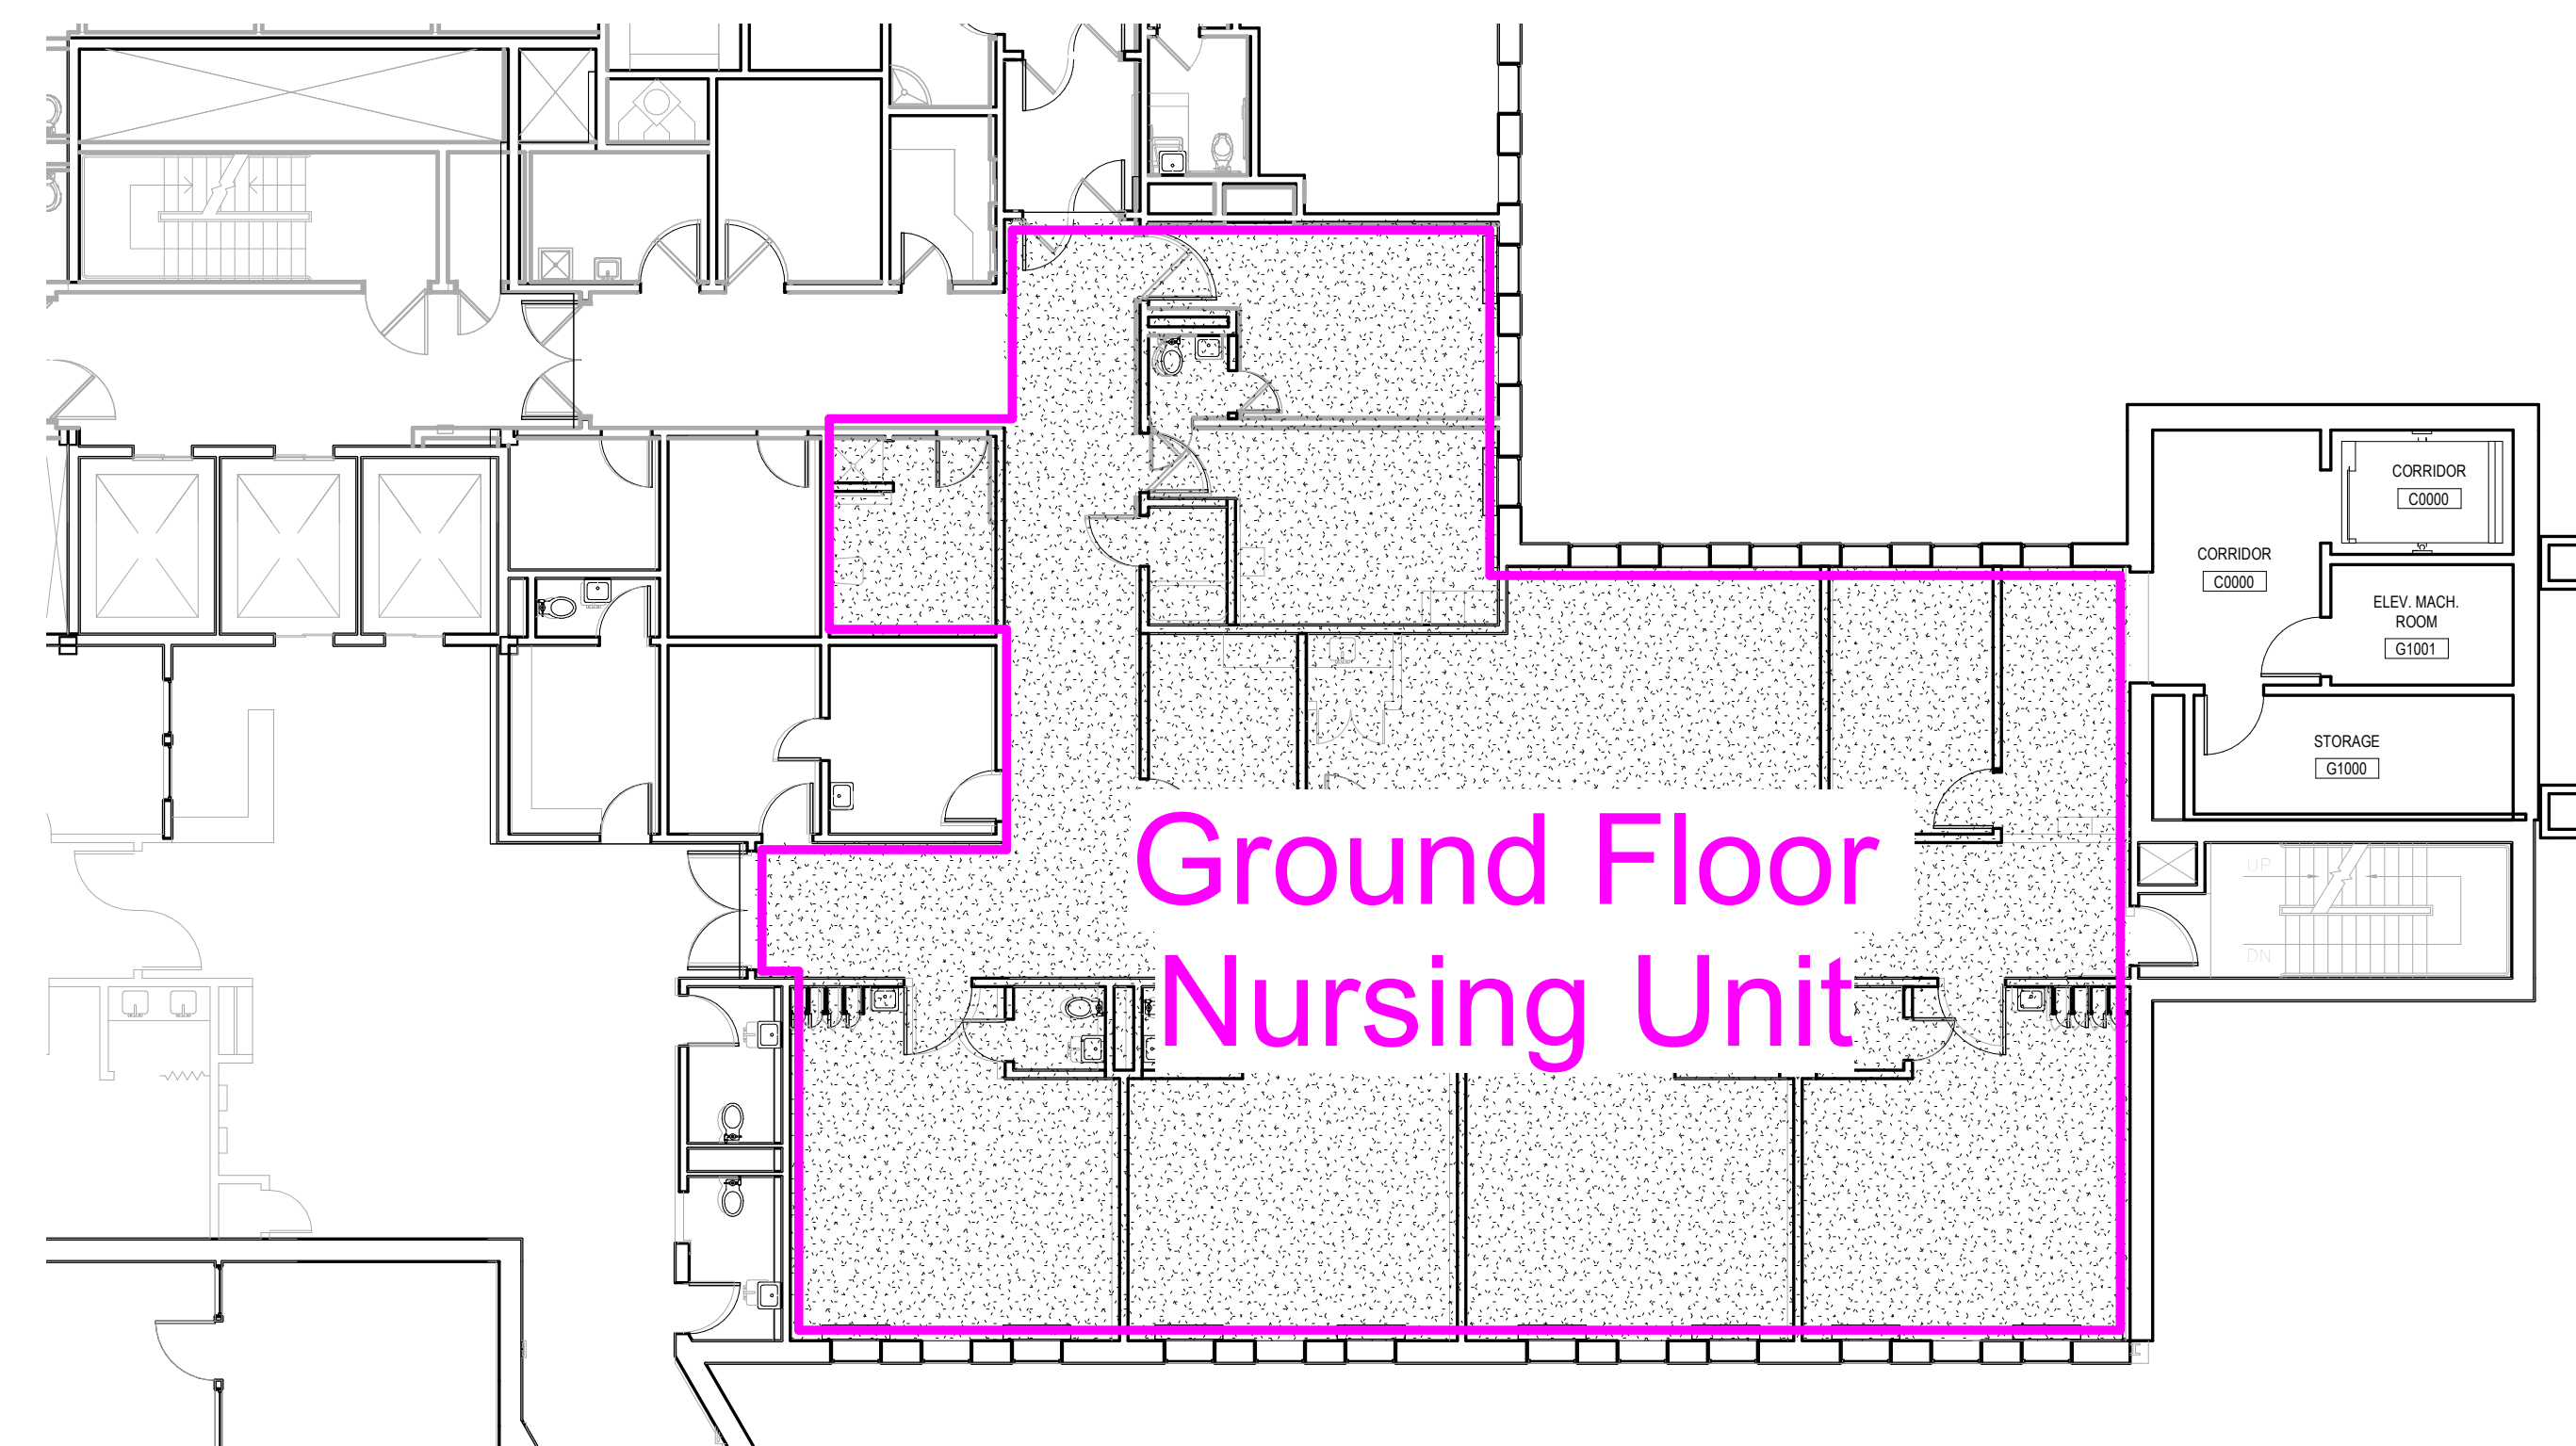 CORRIDOR
C0000
CORRIDOR
C0000
ELEV. MACH.
ROOM
G1001
STORAGE
G1000
Ground Floor
Nursing Unit
UP
DN